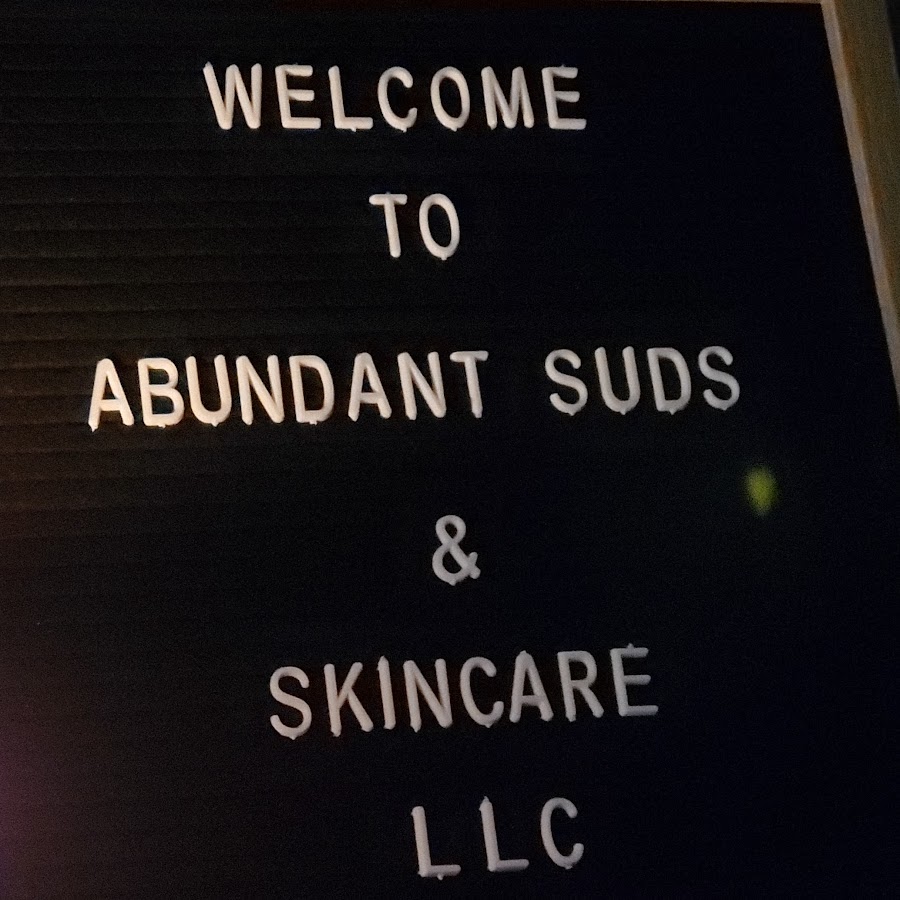 WELCOME
TO
ABUNDANT SUDS
&
SKINCARE
LLC